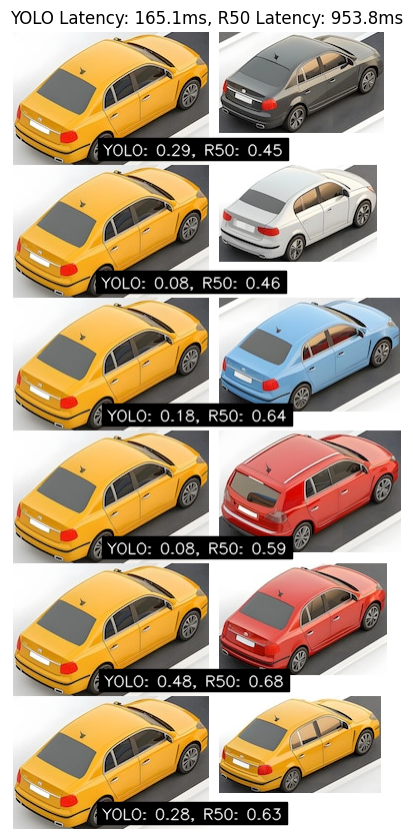 YOLO Latency: 165.1ms, R50 Latency: 953.8ms
YOLO: 0.29, R50: 0.45
YOLO: 0.08, R50: 0.46
YOLO: 0.18, R50: 0.64
YOLO: 0.08, R50: 0.59
YOLO: 0.48, R50: 0.68
YOLO: 0.28, R50: 0.63